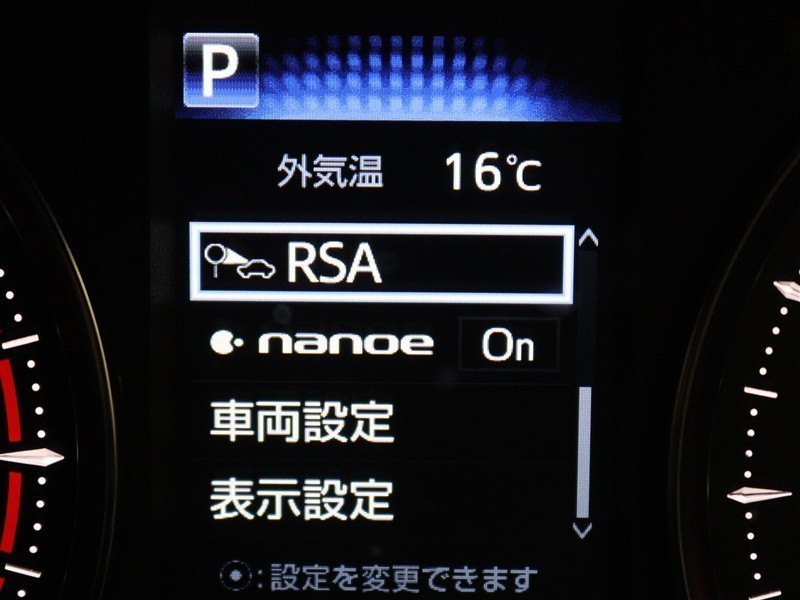 P
外気温 16℃
RSA
nanoe On
車両設定
表示設定
:設定を変更できます